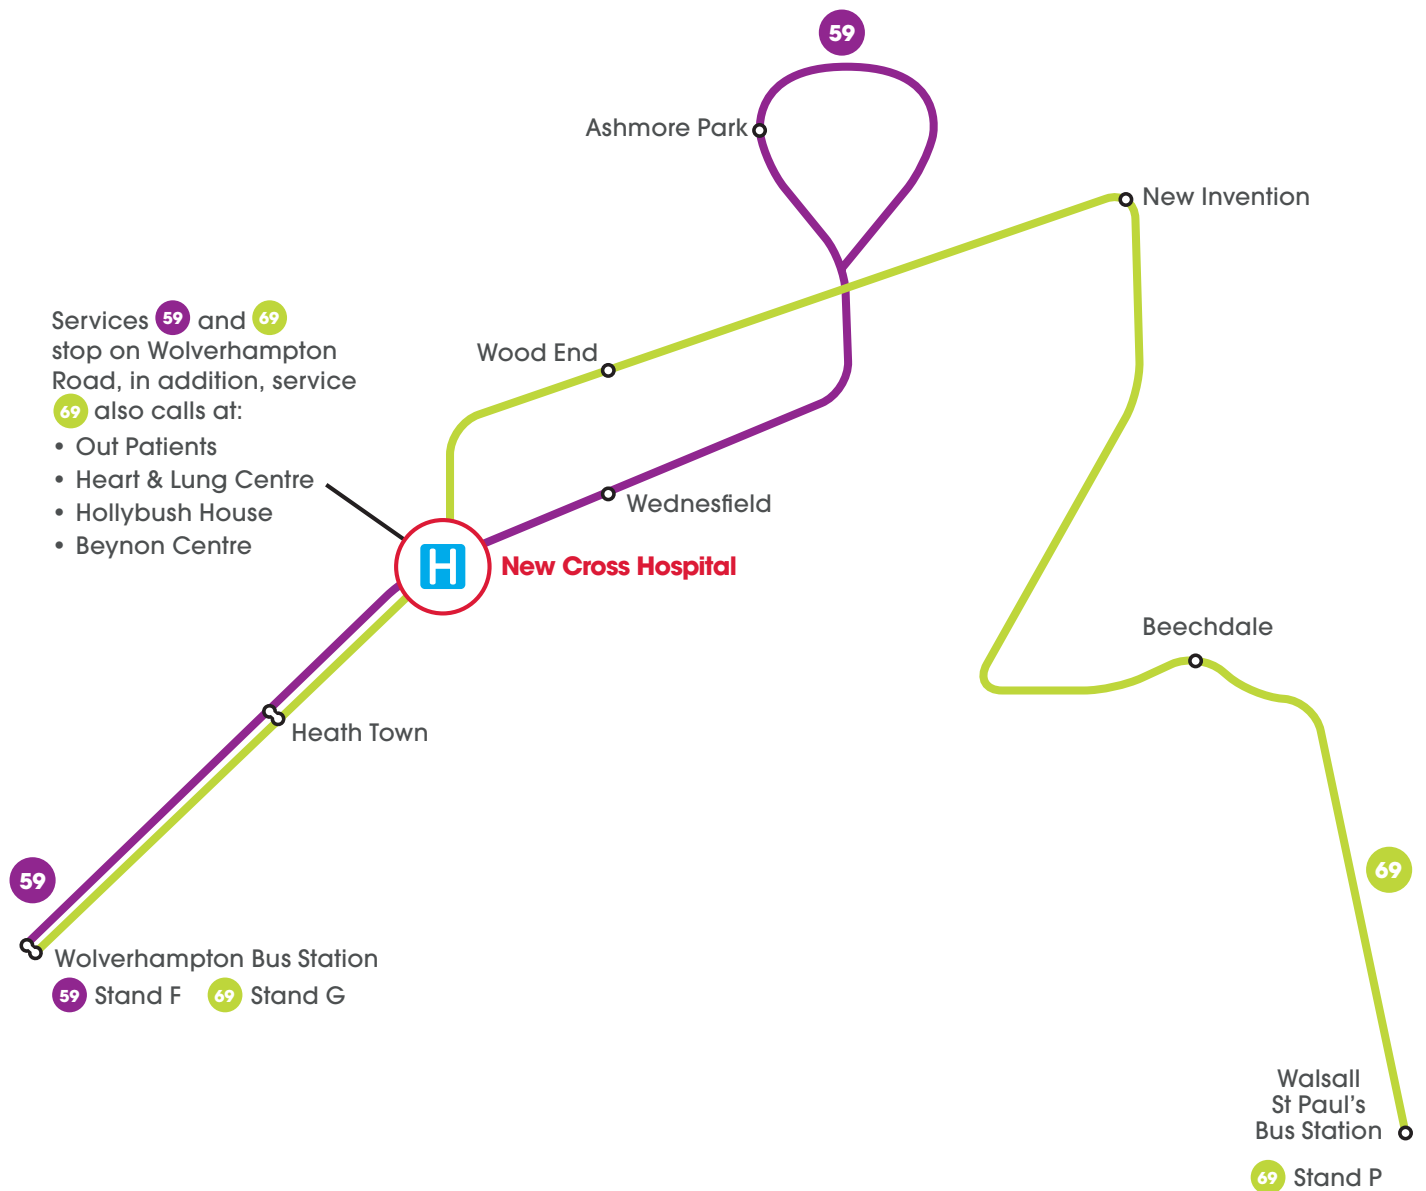 59
Ashmore Park
New Invention
Services 59 and 69
stop on Wolverhampton
Road, in addition, service
69 also calls at:
• Out Patients
• Heart & Lung Centre
• Hollybush House
• Beynon Centre
Wood End
Wednesfield
H
New Cross Hospital
Beechdale
Heath Town
59
69
Wolverhampton Bus Station
59 Stand F 69 Stand G
Walsall
St Paul's
Bus Station
69 Stand P